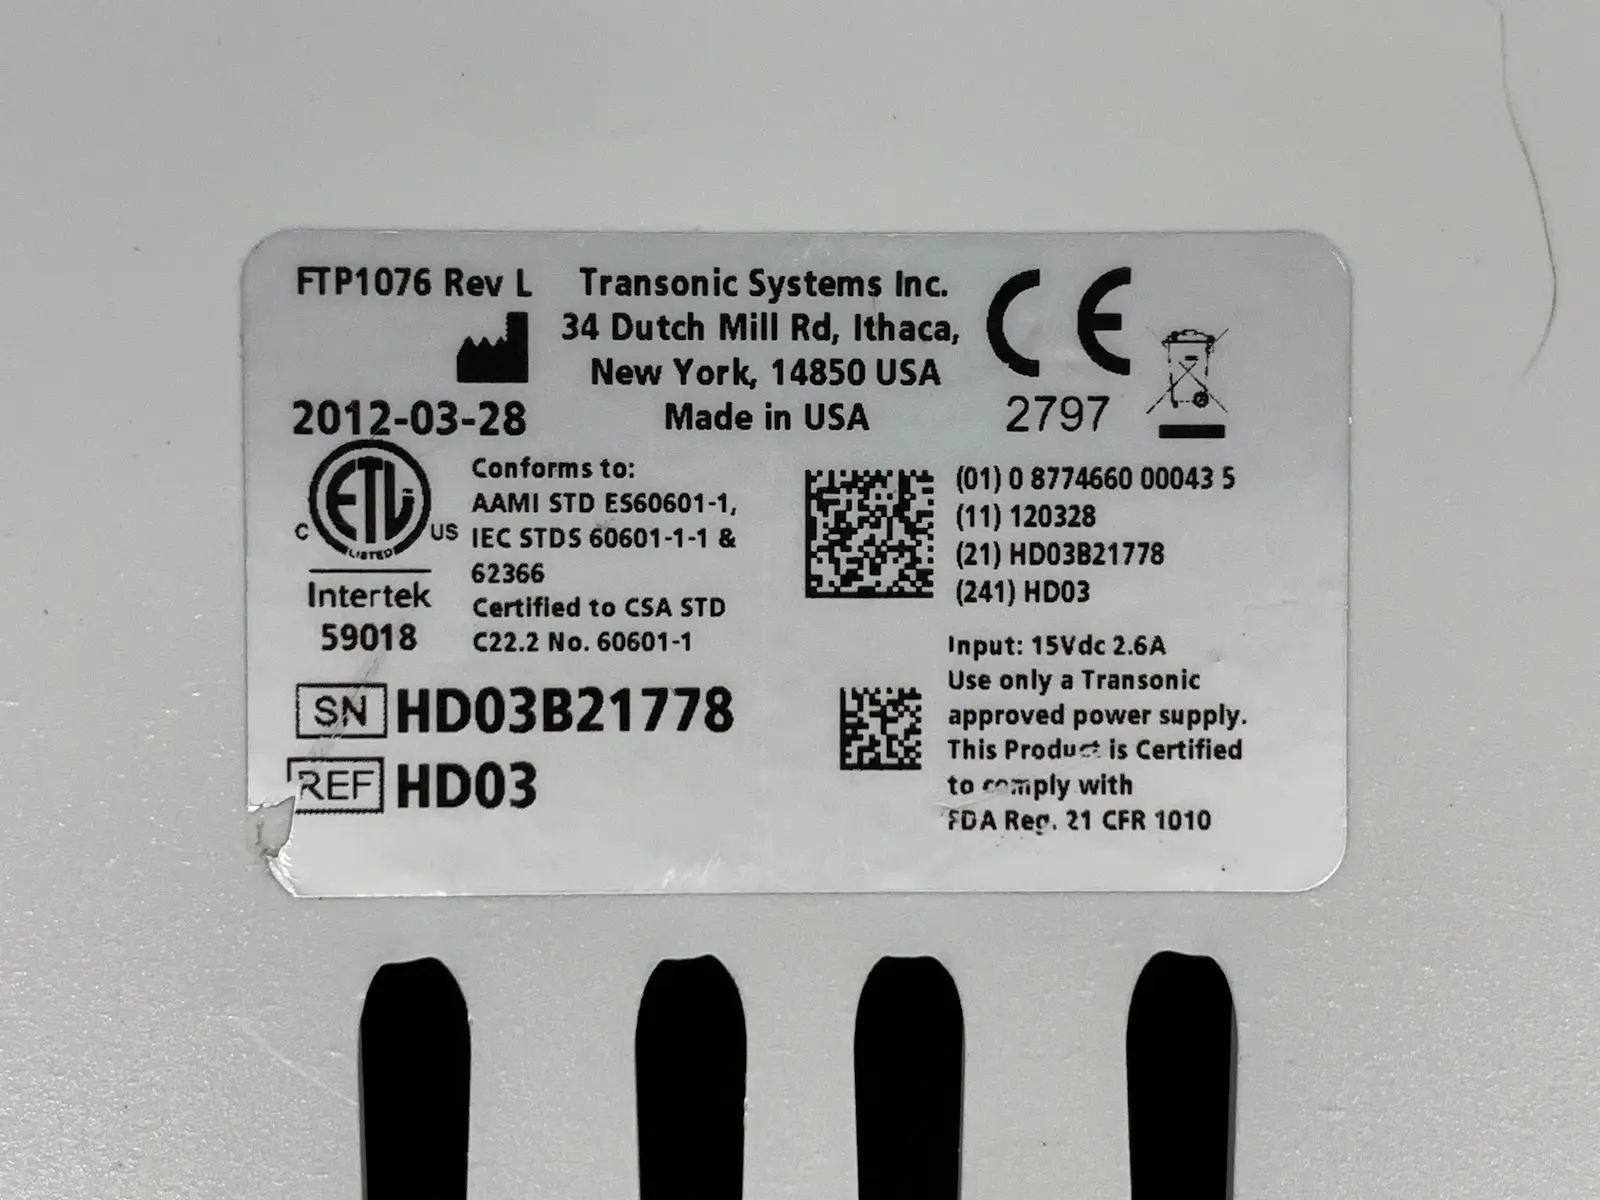 FTP1076 Rev L
2012-03-28
Transonic Systems Inc.
34 Dutch Mill Rd, Ithaca,
New York, 14850 USA
Made in USA
CE
2797
ETL
LISTED
C US
Intertek
59018
Conforms to:
AAMI STD ES60601-1,
IEC STDS 60601-1-1 &
62366
Certified to CSA STD
C22.2 No. 60601-1
(01) 0 8774660 00043 5
(11) 120328
(21) HD03B21778
(241) HD03
SN HD03B21778
REF HD03
Input: 15Vdc 2.6A
Use only a Transonic
approved power supply.
This Product is Certified
to comply with
FDA Reg. 21 CFR 1010